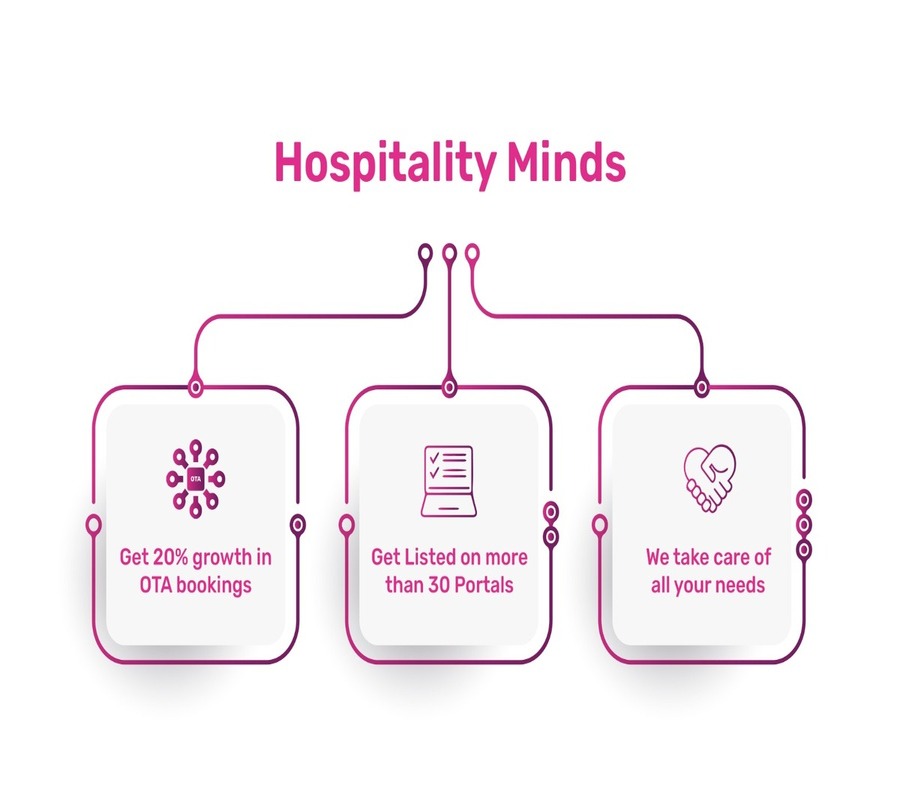 Hospitality Minds
OTA
Get 20% growth in
OTA bookings
Get Listed on more
than 30 Portals
We take care of
all your needs